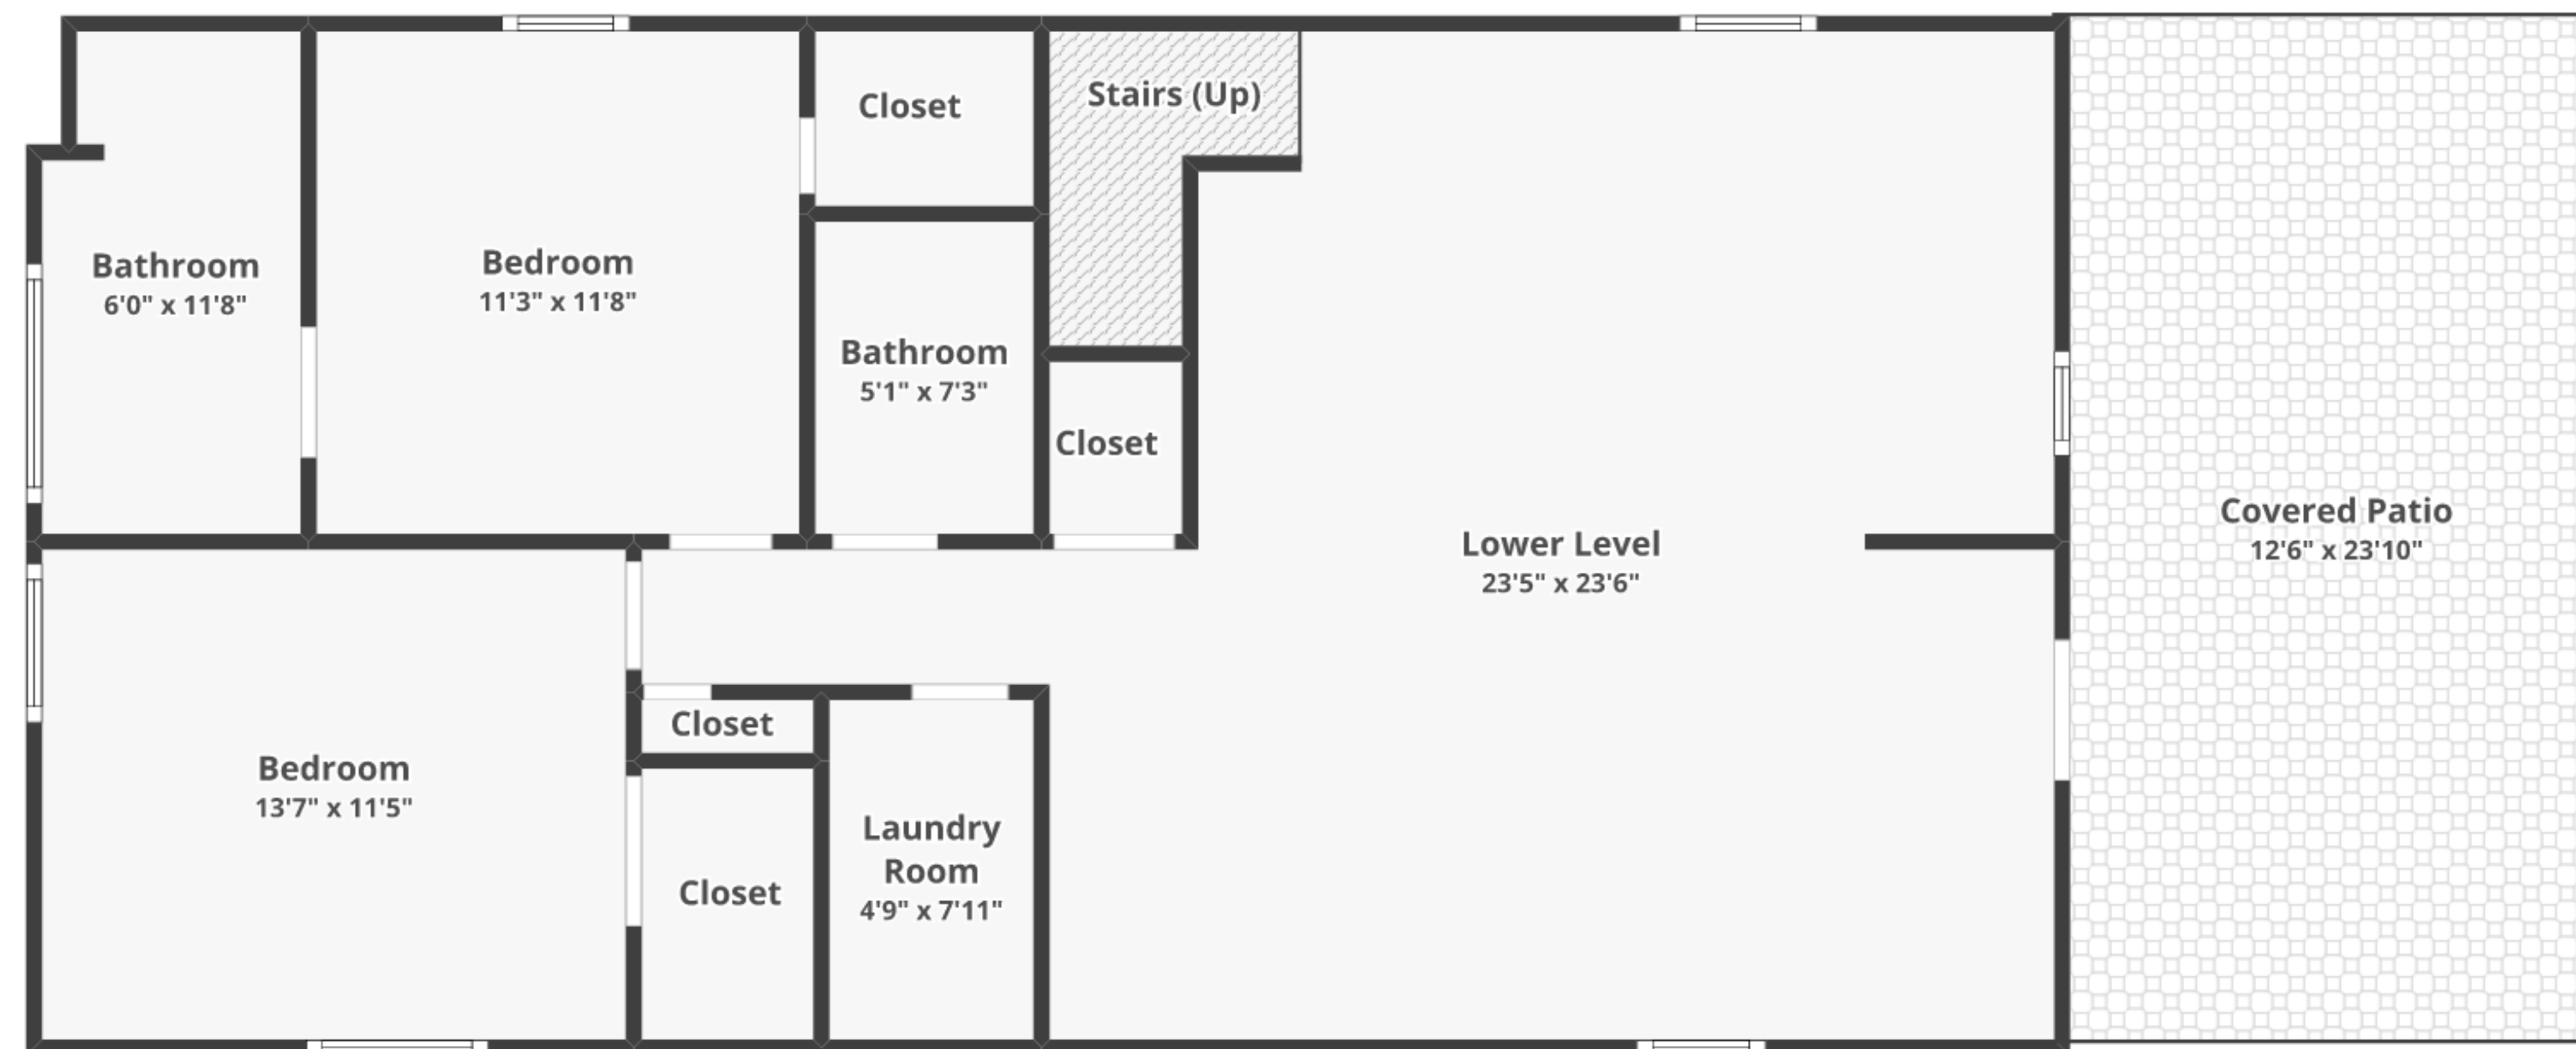 Stairs (Up)
Closet
Bathroom
6'0" x 11'8"
Bedroom
11'3" x 11'8"
Bathroom
5'1" x 7'3"
Closet
Lower Level
23'5" x 23'6"
Covered Patio
12'6" x 23'10"
Closet
Bedroom
13'7" x 11'5"
Laundry
Room
4'9" x 7'11"
Closet